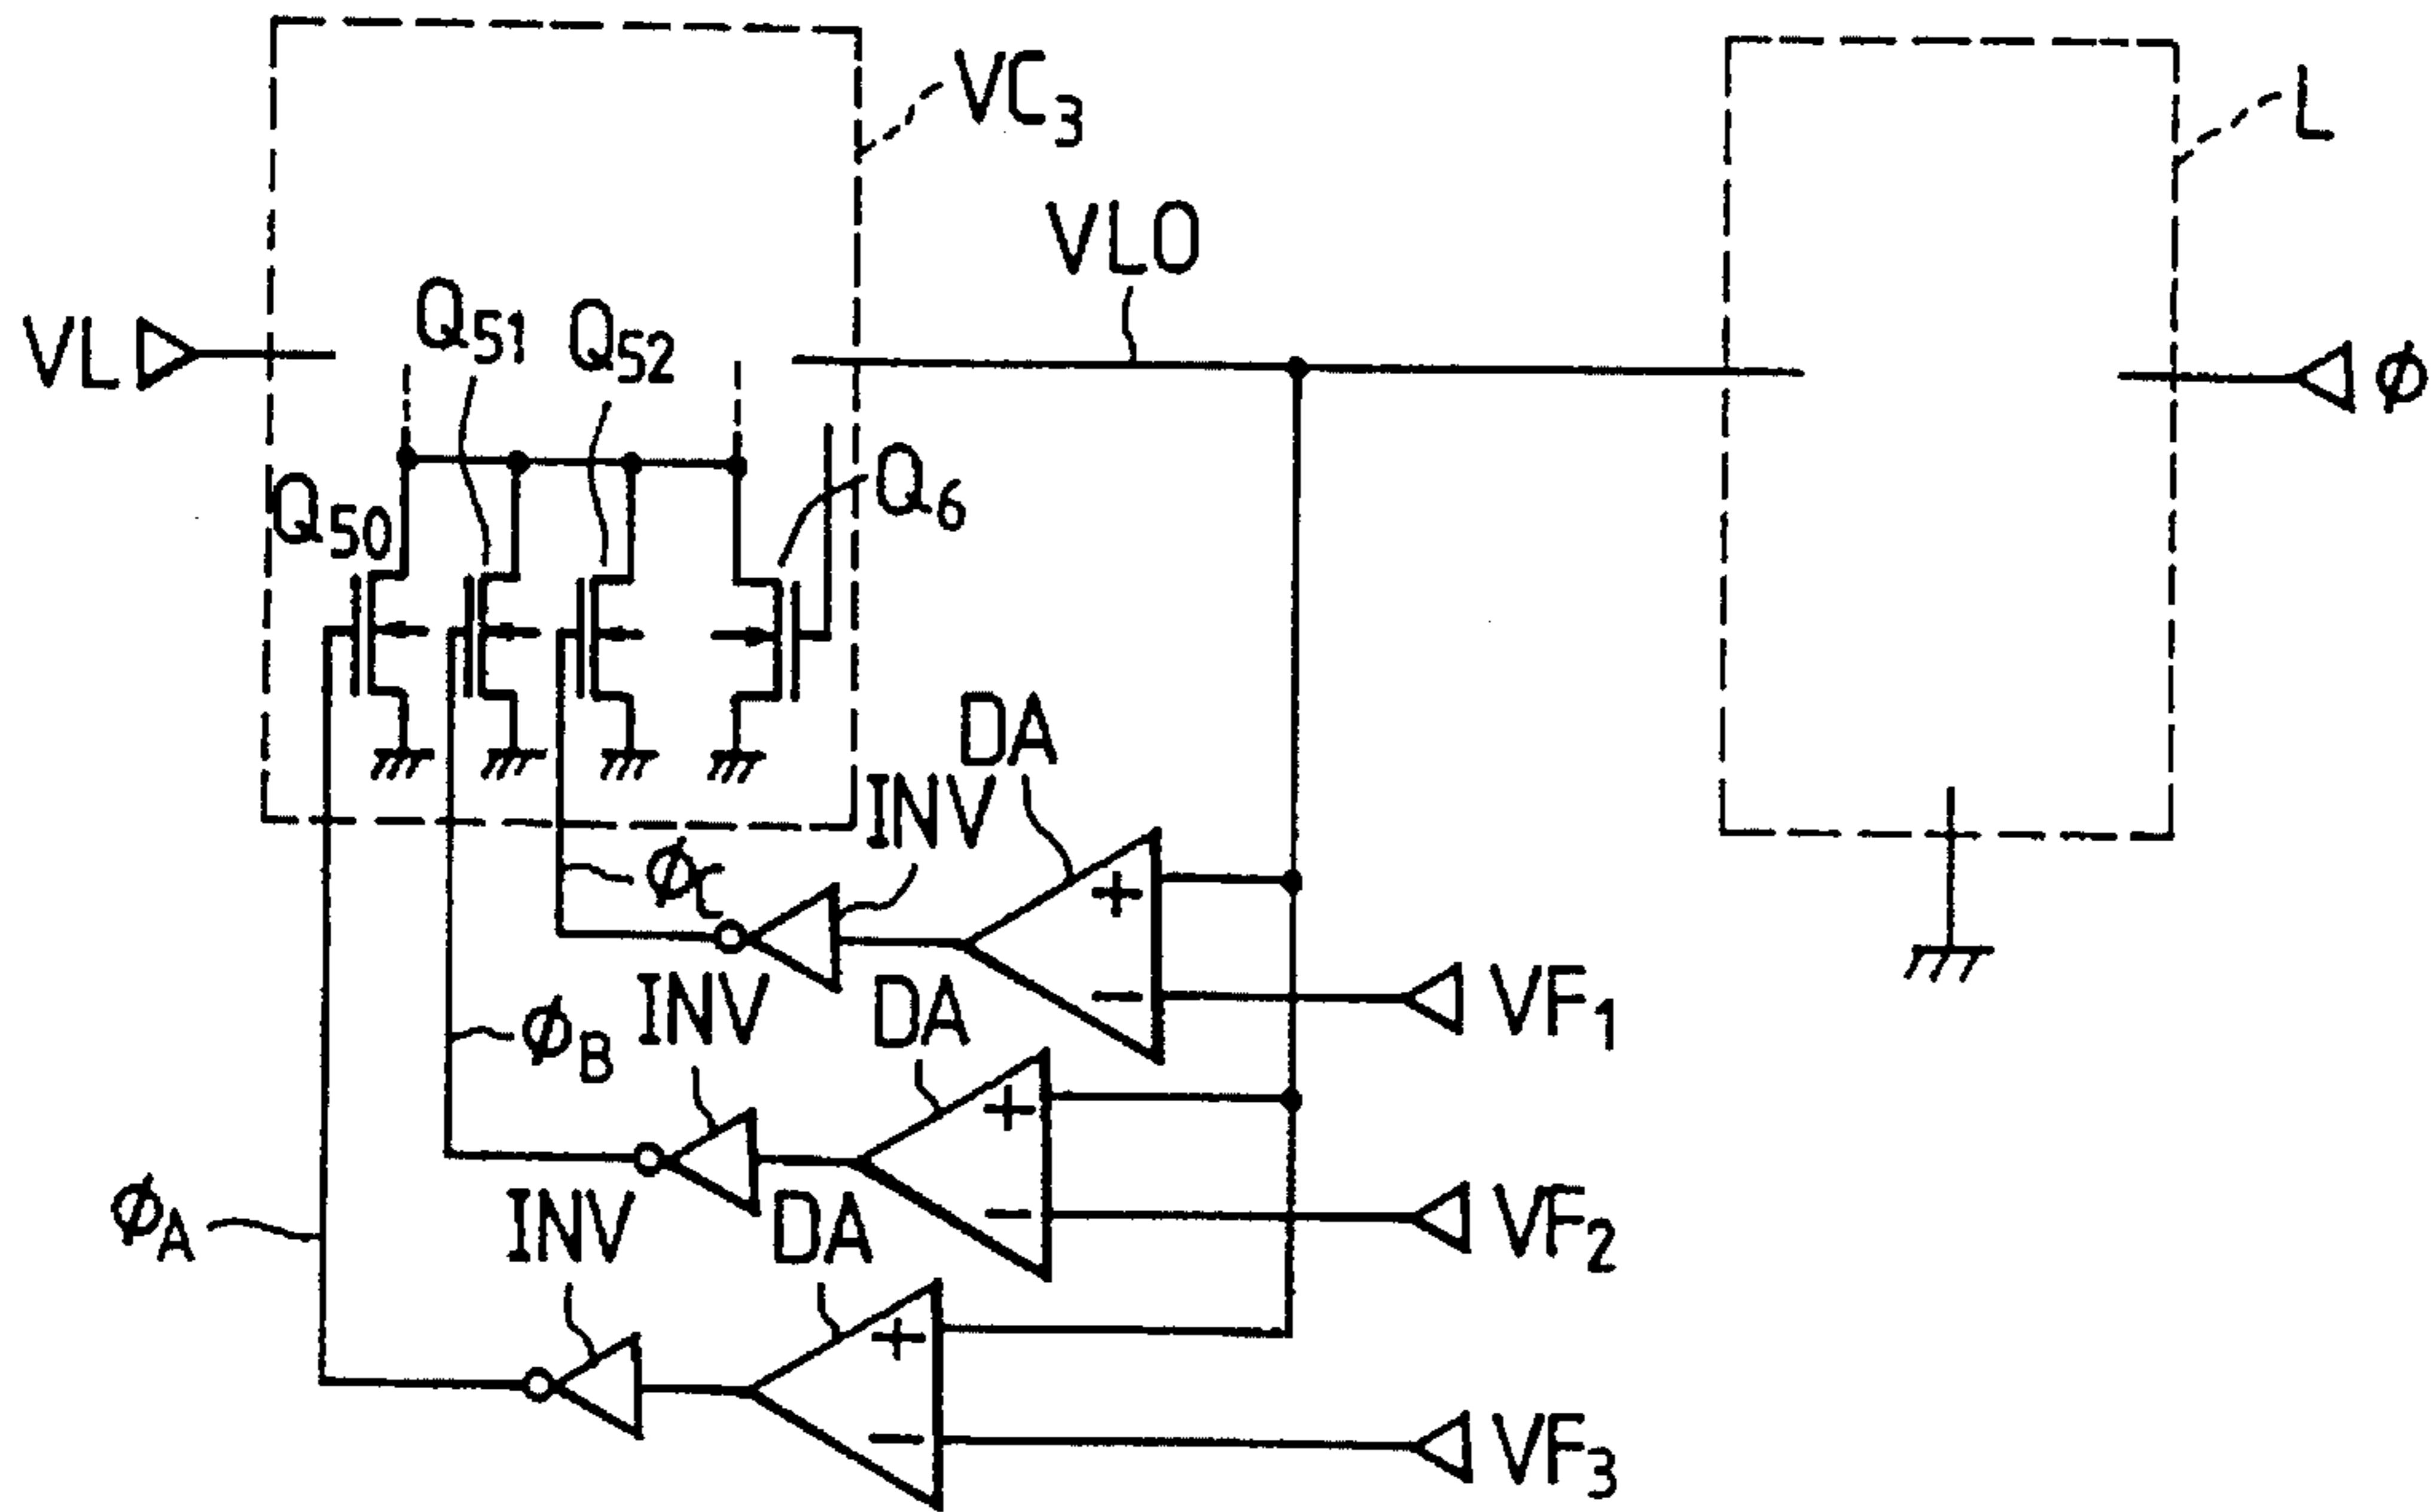 VC3
L
VLO
VL
Q51
Q52
φ
Q50
Q6
DA
INV
+
φC
−
VF1
INV
DA
φB
+
−
VF2
φA
INV
DA
+
−
VF3